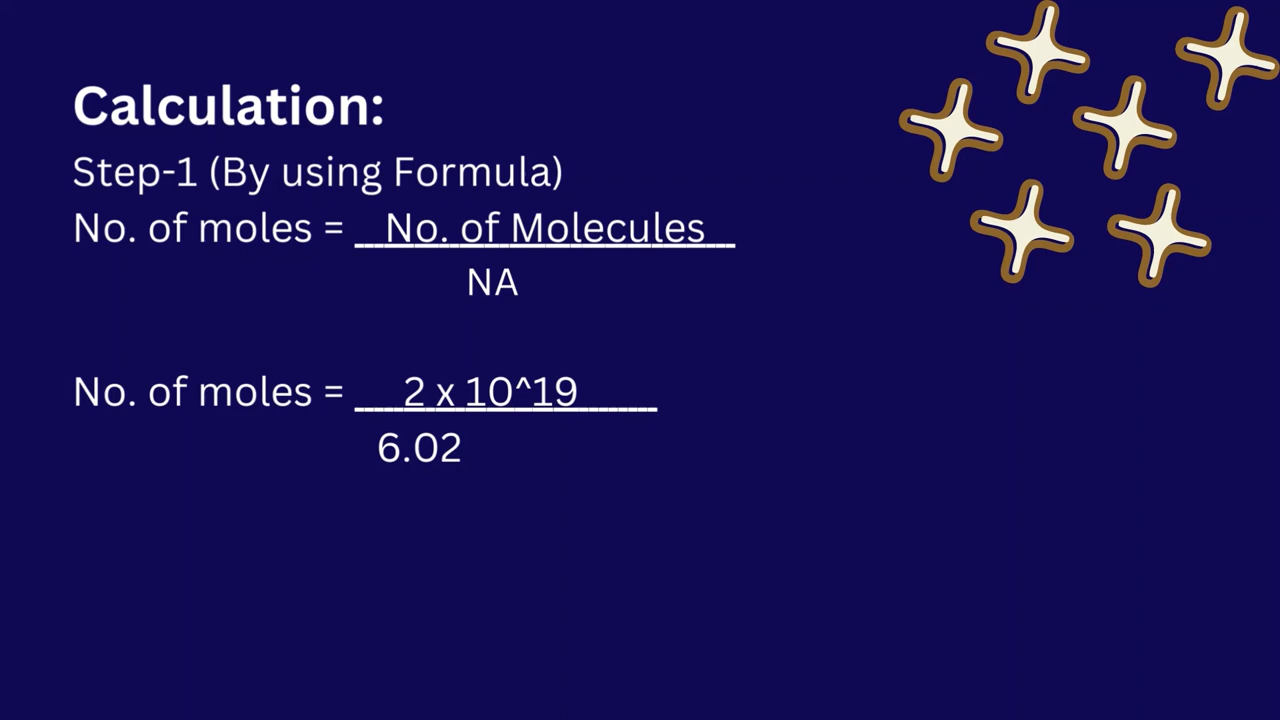 Calculation:
Step-1 (By using Formula)
No. of moles = No. of Molecules
NA
No. of moles = 2 x 10^19
6.02